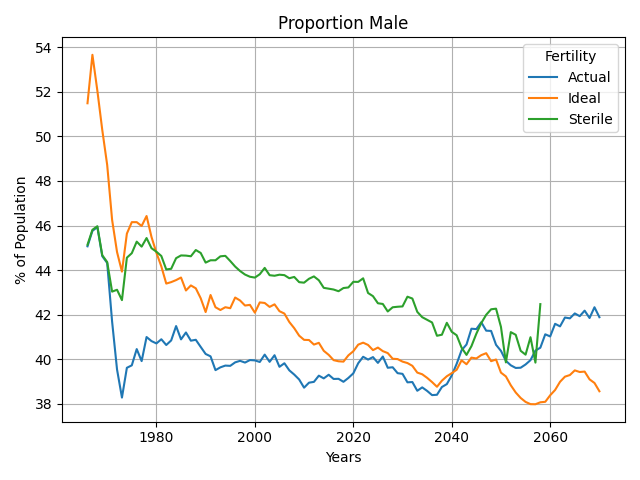 Proportion Male
Fertility
Actual
Ideal
Sterile
% of Population
54
52
50
48
46
44
42
40
38
1980
2000
2020
2040
2060
Years